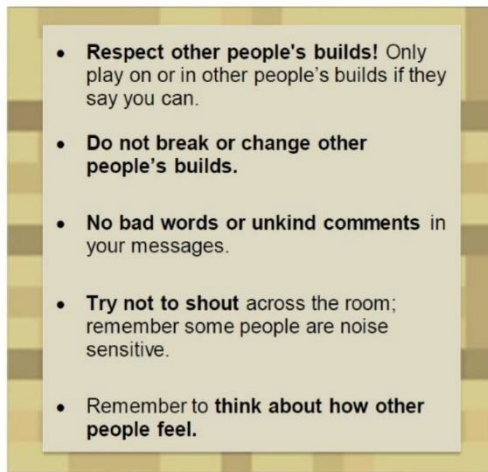 • Respect other people's builds! Only
play on or in other people's builds if they
say you can.
• Do not break or change other
people's builds.
• No bad words or unkind comments in
your messages.
• Try not to shout across the room;
remember some people are noise
sensitive.
• Remember to think about how other
people feel.